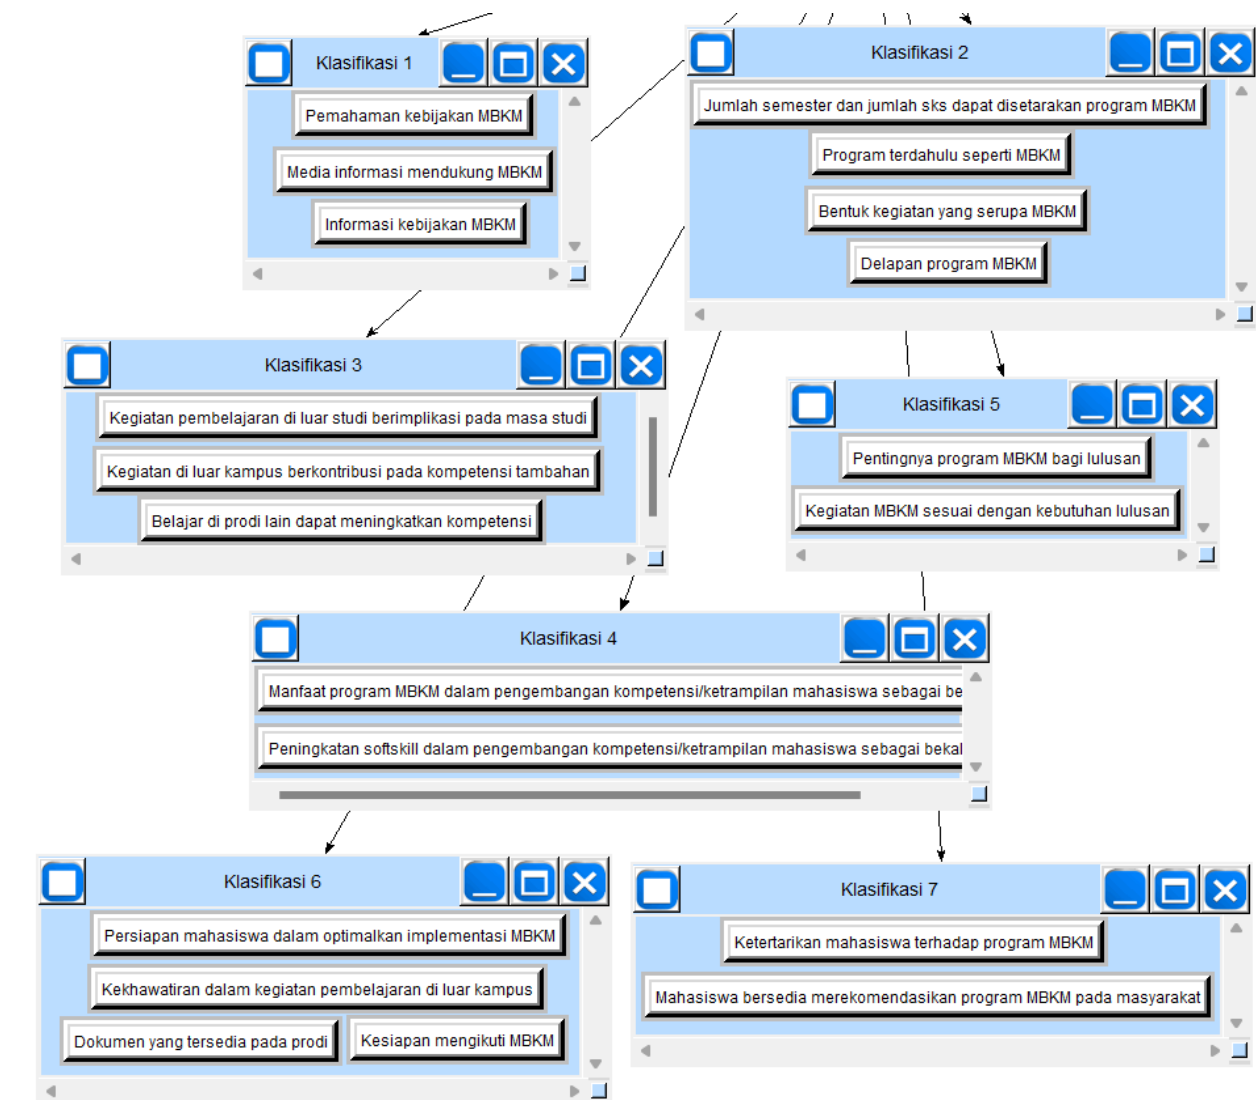 Klasifikasi 1
Pemahaman kebijakan MBKM
Media informasi mendukung MBKM
Informasi kebijakan MBKM
Klasifikasi 2
Jumlah semester dan jumlah sks dapat disetarakan program MBKM
Program terdahulu seperti MBKM
Bentuk kegiatan yang serupa MBKM
Delapan program MBKM
Klasifikasi 3
Kegiatan pembelajaran di luar studi berimplikasi pada masa studi
Kegiatan di luar kampus berkontribusi pada kompetensi tambahan
Belajar di prodi lain dapat meningkatkan kompetensi
Klasifikasi 5
Pentingnya program MBKM bagi lulusan
Kegiatan MBKM sesuai dengan kebutuhan lulusan
Klasifikasi 4
Manfaat program MBKM dalam pengembangan kompetensi/ketrampilan mahasiswa sebagai be
Peningkatan softskill dalam pengembangan kompetensi/ketrampilan mahasiswa sebagai bekal
Klasifikasi 6
Persiapan mahasiswa dalam optimalkan implementasi MBKM
Kekhawatiran dalam kegiatan pembelajaran di luar kampus
Dokumen yang tersedia pada prodi
Kesiapan mengikuti MBKM
Klasifikasi 7
Ketertarikan mahasiswa terhadap program MBKM
Mahasiswa bersedia merekomendasikan program MBKM pada masyarakat